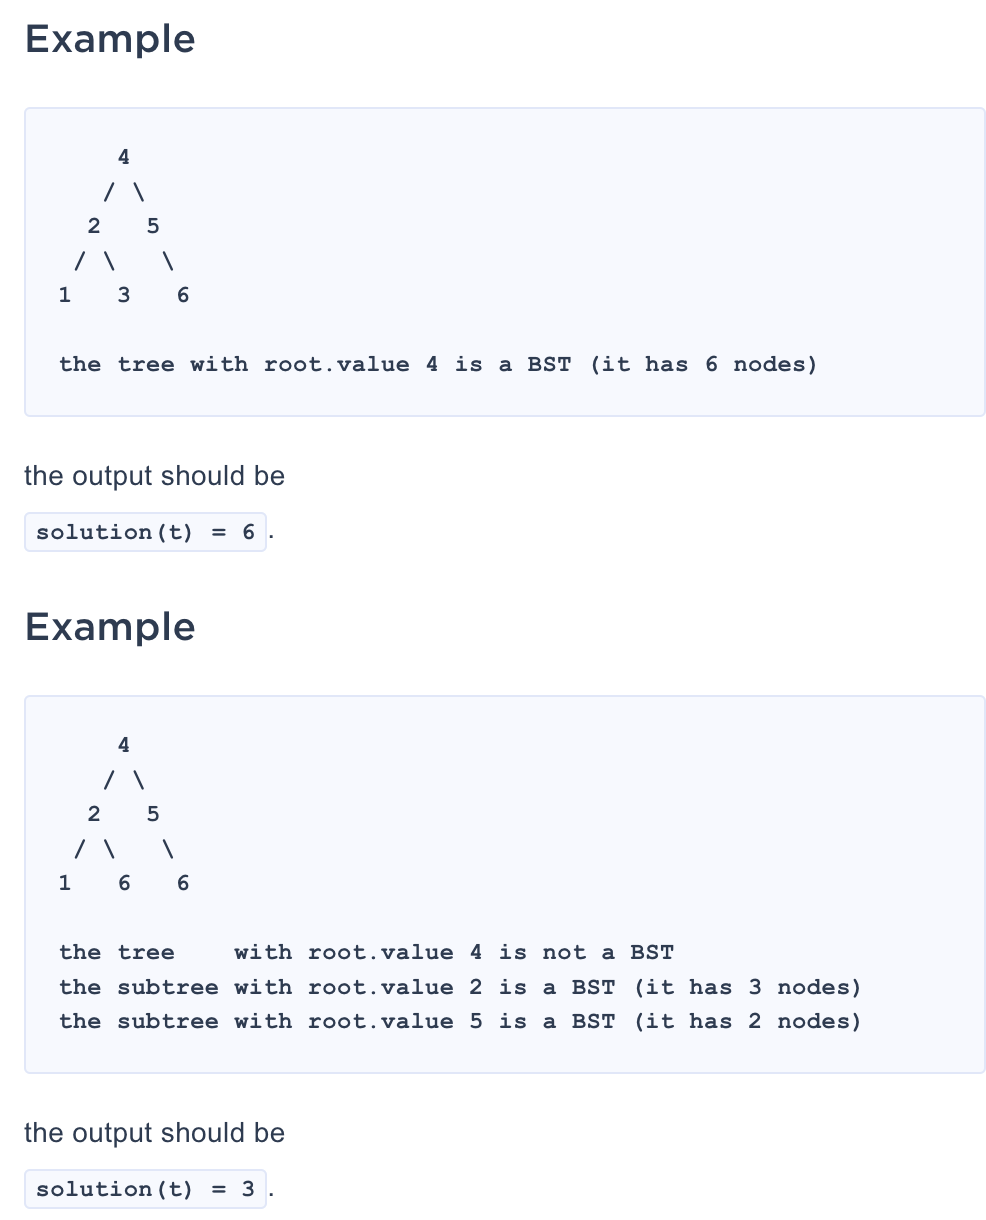 Example
     4
    / \
  2   5
 / \   \
1   3   6
the tree with root.value 4 is a BST (it has 6 nodes)
the output should be
solution(t) = 6.
Example
     4
    / \
  2   5
 / \   \
1   6   6
the tree    with root.value 4 is not a BST
the subtree with root.value 2 is a BST (it has 3 nodes)
the subtree with root.value 5 is a BST (it has 2 nodes)
the output should be
solution(t) = 3.